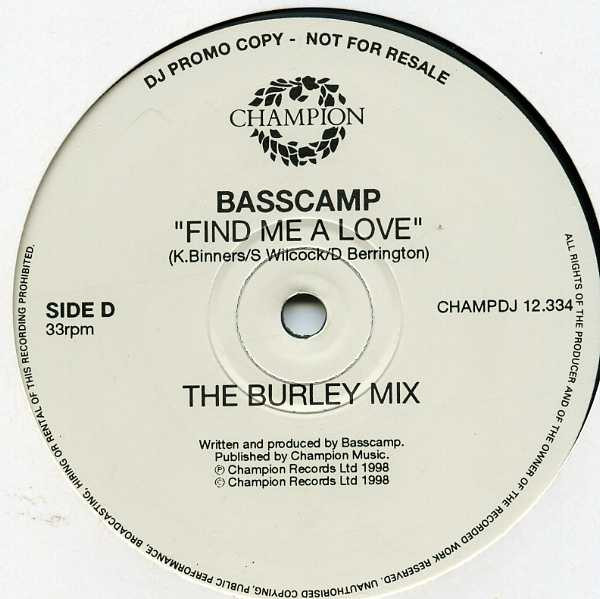 DJ PROMO COPY - NOT FOR RESALE
CHAMPION
BASSCAMP
"FIND ME A LOVE"
(K.Binners/S Wilcock/D Berrington)
SIDE D
33rpm
CHAMPDJ 12.334
THE BURLEY MIX
Written and produced by Basscamp.
Published by Champion Music.
℗ Champion Records Ltd 1998
© Champion Records Ltd 1998
ALL RIGHTS OF THE PRODUCER AND OF THE OWNER OF THE RECORDED WORK RESERVED. UNAUTHORISED COPYING, PUBLIC PERFORMANCE, BROADCASTING, HIRING OR RENTAL OF THIS RECORDING PROHIBITED.